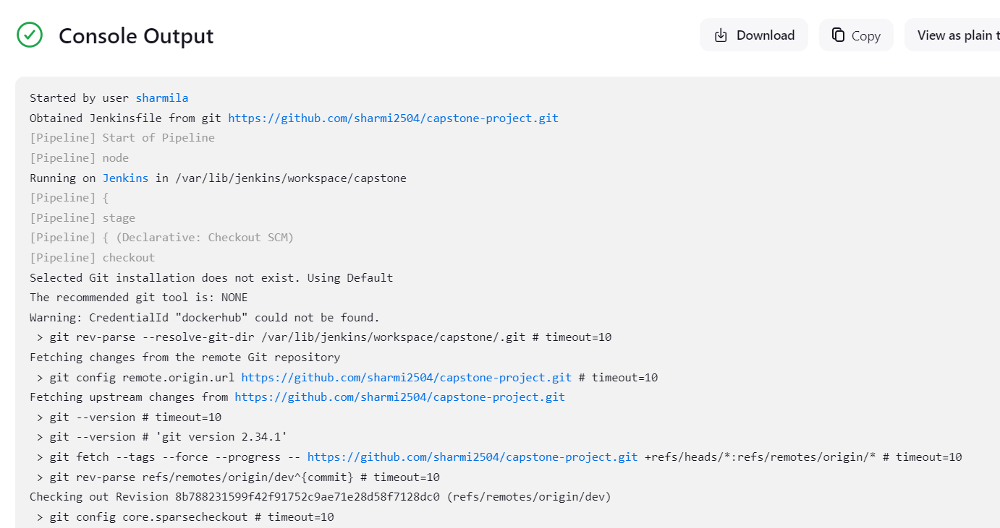 Console Output
Download
Copy
View as plain t
Started by user sharmila
Obtained Jenkinsfile from git https://github.com/sharmi2504/capstone-project.git
[Pipeline] Start of Pipeline
[Pipeline] node
Running on Jenkins in /var/lib/jenkins/workspace/capstone
[Pipeline] {
[Pipeline] stage
[Pipeline] { (Declarative: Checkout SCM)
[Pipeline] checkout
Selected Git installation does not exist. Using Default
The recommended git tool is: NONE
Warning: CredentialId "dockerhub" could not be found.
> git rev-parse --resolve-git-dir /var/lib/jenkins/workspace/capstone/.git # timeout=10
Fetching changes from the remote Git repository
> git config remote.origin.url https://github.com/sharmi2504/capstone-project.git # timeout=10
Fetching upstream changes from https://github.com/sharmi2504/capstone-project.git
> git --version # timeout=10
> git --version # 'git version 2.34.1'
> git fetch --tags --force --progress -- https://github.com/sharmi2504/capstone-project.git +refs/heads/*:refs/remotes/origin/* # timeout=10
> git rev-parse refs/remotes/origin/dev^{commit} # timeout=10
Checking out Revision 8b788231599f42f91752c9ae71e28d58f7128dc0 (refs/remotes/origin/dev)
> git config core.sparsecheckout # timeout=10